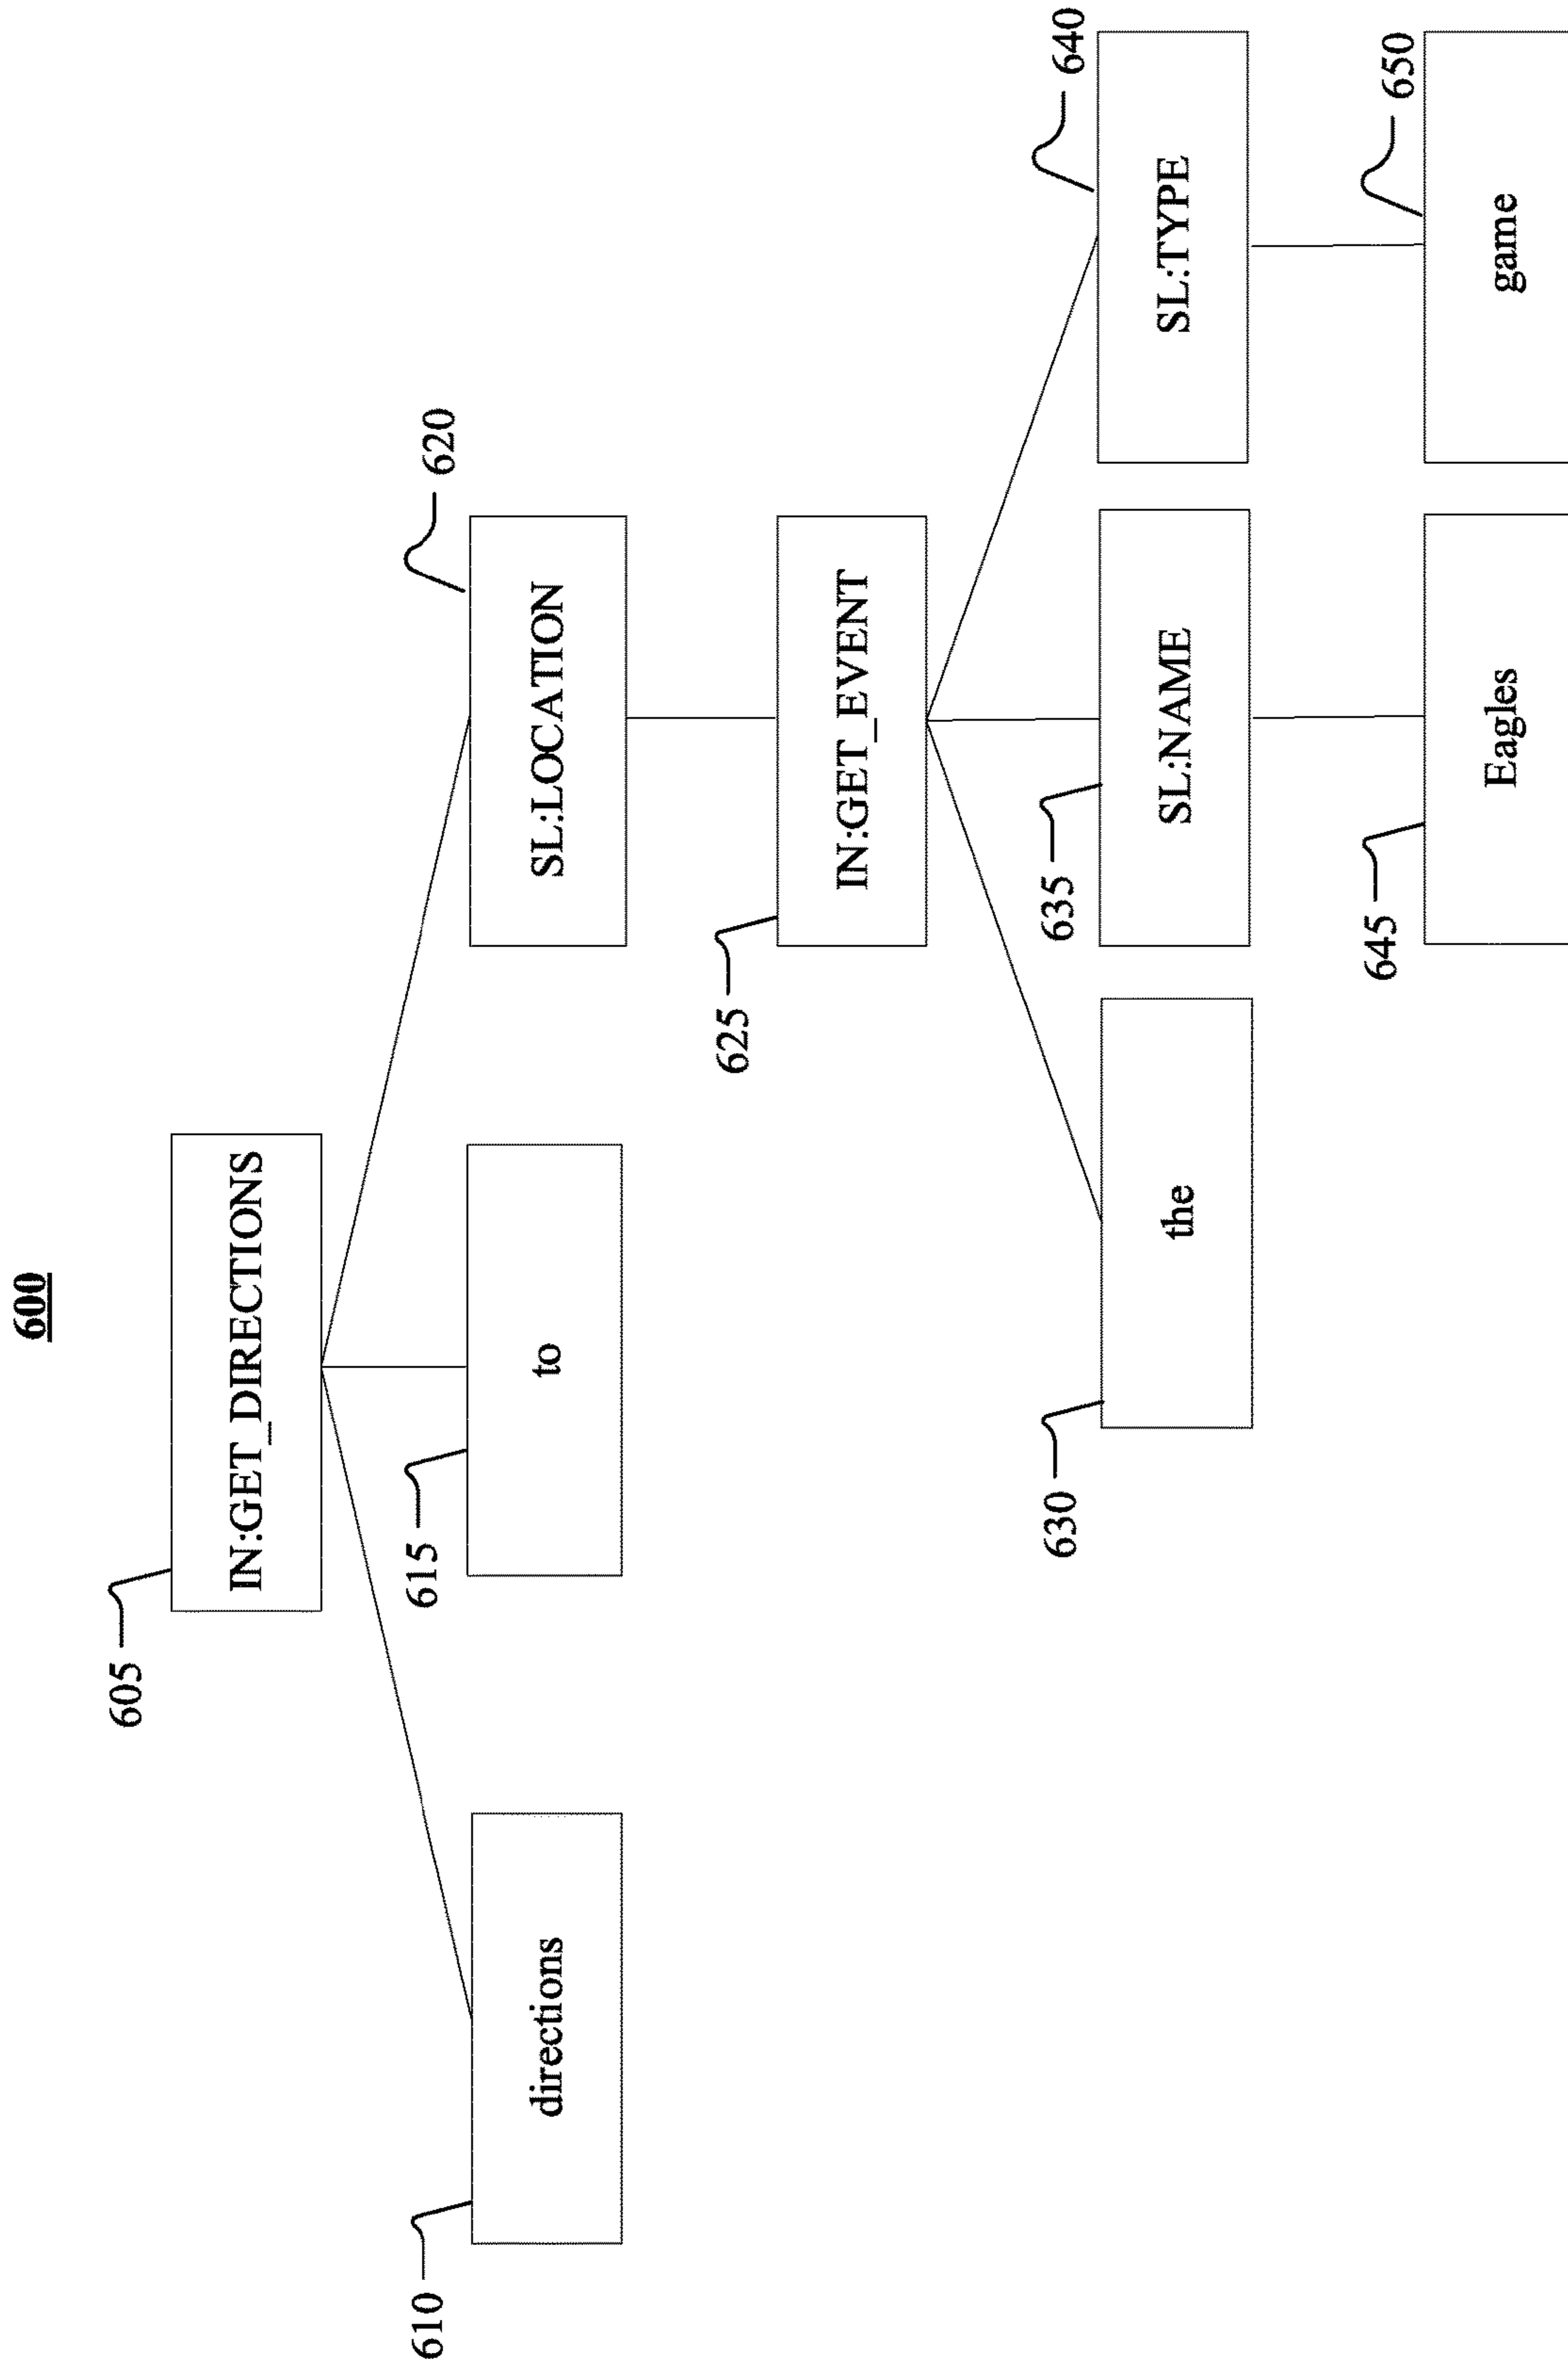 600
605
IN:GET_DIRECTIONS
610
directions
615
to
620
SL:LOCATION
625
IN:GET_EVENT
630
the
635
SL:NAME
640
SL:TYPE
645
Eagles
650
game